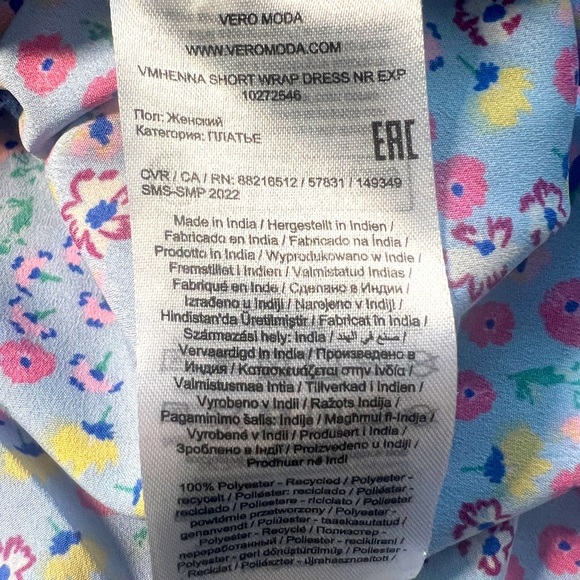 VERO MODA
WWW.VEROMODA.COM
VMHENNA SHORT WRAP DRESS NR EXP
10272546
Пол: Женский
Категория: ПЛАТЬЕ
EAC
CVR / CA / RN: 88216512 / 57831 / 149349
SMS-SMP 2022
Made in India / Hergestellt in Indien /
Fabricado en India / Fabricado na Índia /
Prodotto in India / Wyprodukowano w Indie /
Fremstillet i Indien / Valmistatud Indias /
Fabriqué en Inde / Сделано в Индии /
Izrađeno u Indiji / Narejeno v Indiji /
Hindistan'da Üretilmiştir / Fabricat în India /
Származási hely: India / صنع في الهند /
Vervaardigd in India / Произведено в
Индия / Κατασκευάζεται στην Ινδία /
Valmistusmaa Intia / Tillverkad i Indien /
Vyrobeno v Indii / Ražots Indijā /
Pagaminimo šalis: Indija / Magħmul fl-Indja /
Vyrobené v Indii / Produsert i India /
Зроблено в Індії / Proizvedeno u Indiji /
Prodhuar në Indi
100% Polyester - Recycled / Polyester -
recycelt / Poliéster: reciclado / Poliéster -
reciclado / Poliestere - riciclato / Poliester -
powtórnie przetworzony / Polyester -
genanvendt / Polüester - taaskasutatud /
Polyester - Recyclé / Полиэстер -
переработанный / Poliester - reciklirani /
Poliester - geri dönüştürülmüş / Poliester -
Reciclat / Poliészter - újrahasznosított /